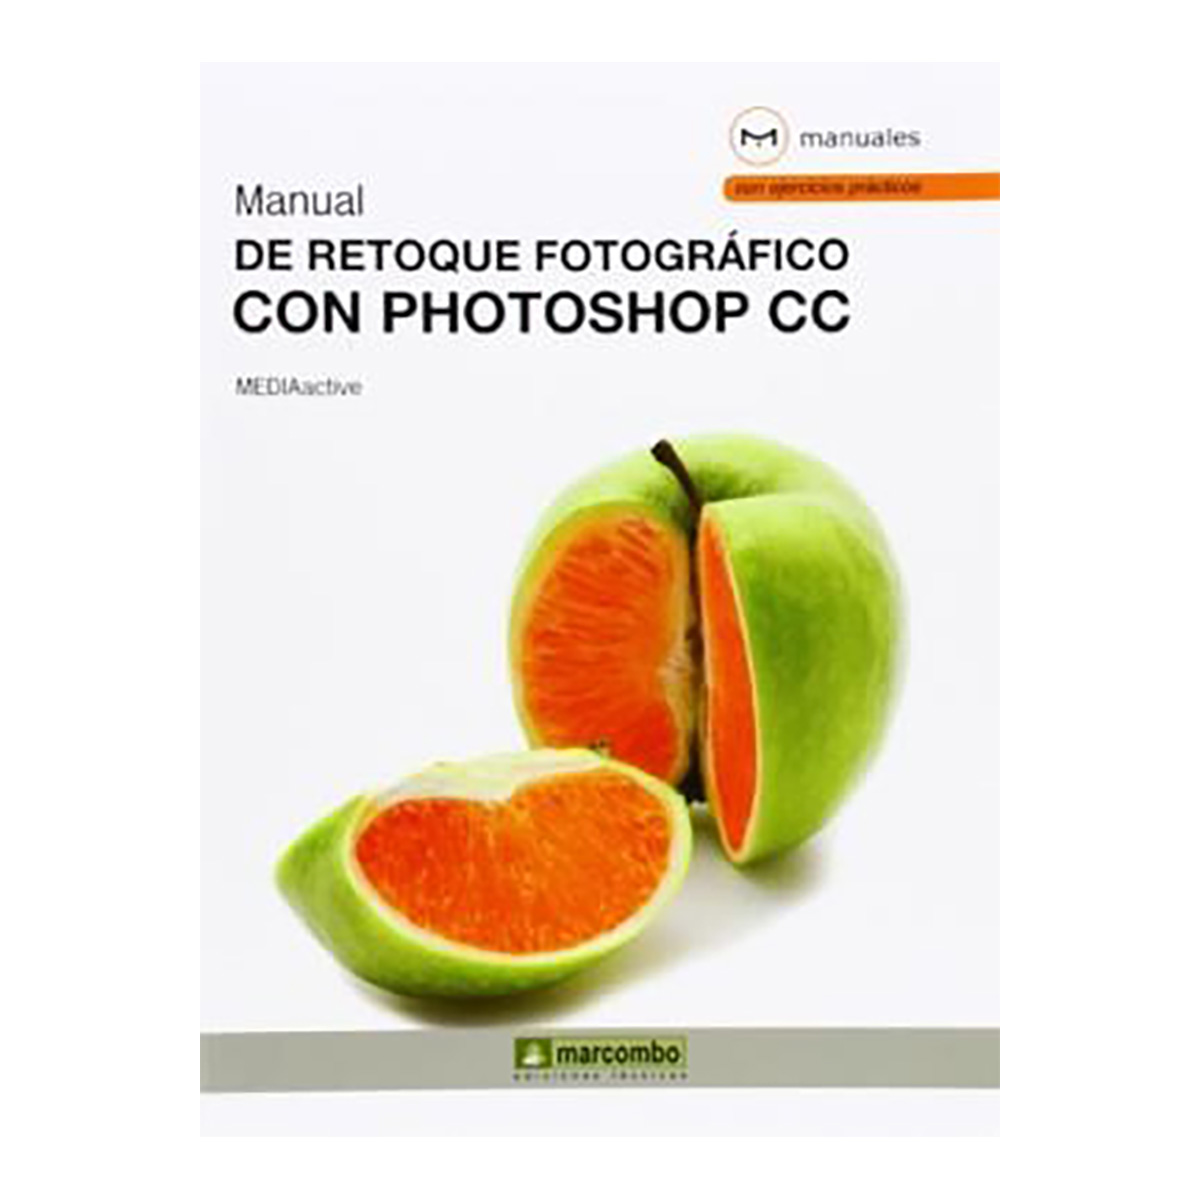 manuales
con ejercicios prácticos
Manual
DE RETOQUE FOTOGRÁFICO
CON PHOTOSHOP CC
MEDIAactive
marcombo
ediciones técnicas